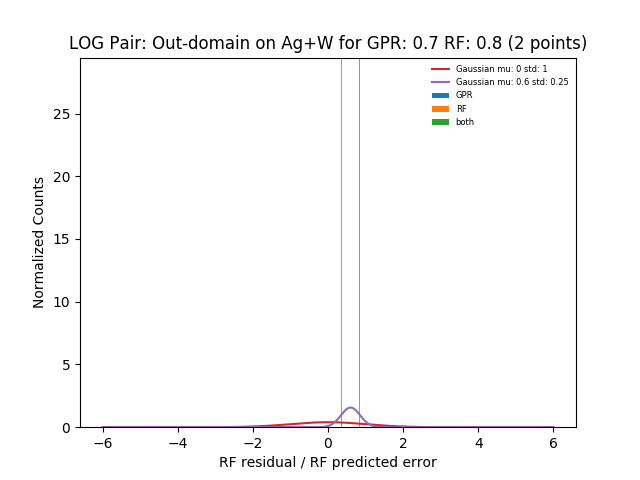 LOG Pair: Out-domain on Ag+W for GPR: 0.7 RF: 0.8 (2 points)
Gaussian mu: 0 std: 1
Gaussian mu: 0.6 std: 0.25
GPR
RF
both
Normalized Counts
25
20
15
10
5
0
−6
−4
−2
0
2
4
6
RF residual / RF predicted error